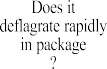 Does it
deflagrate rapidly
in package
?